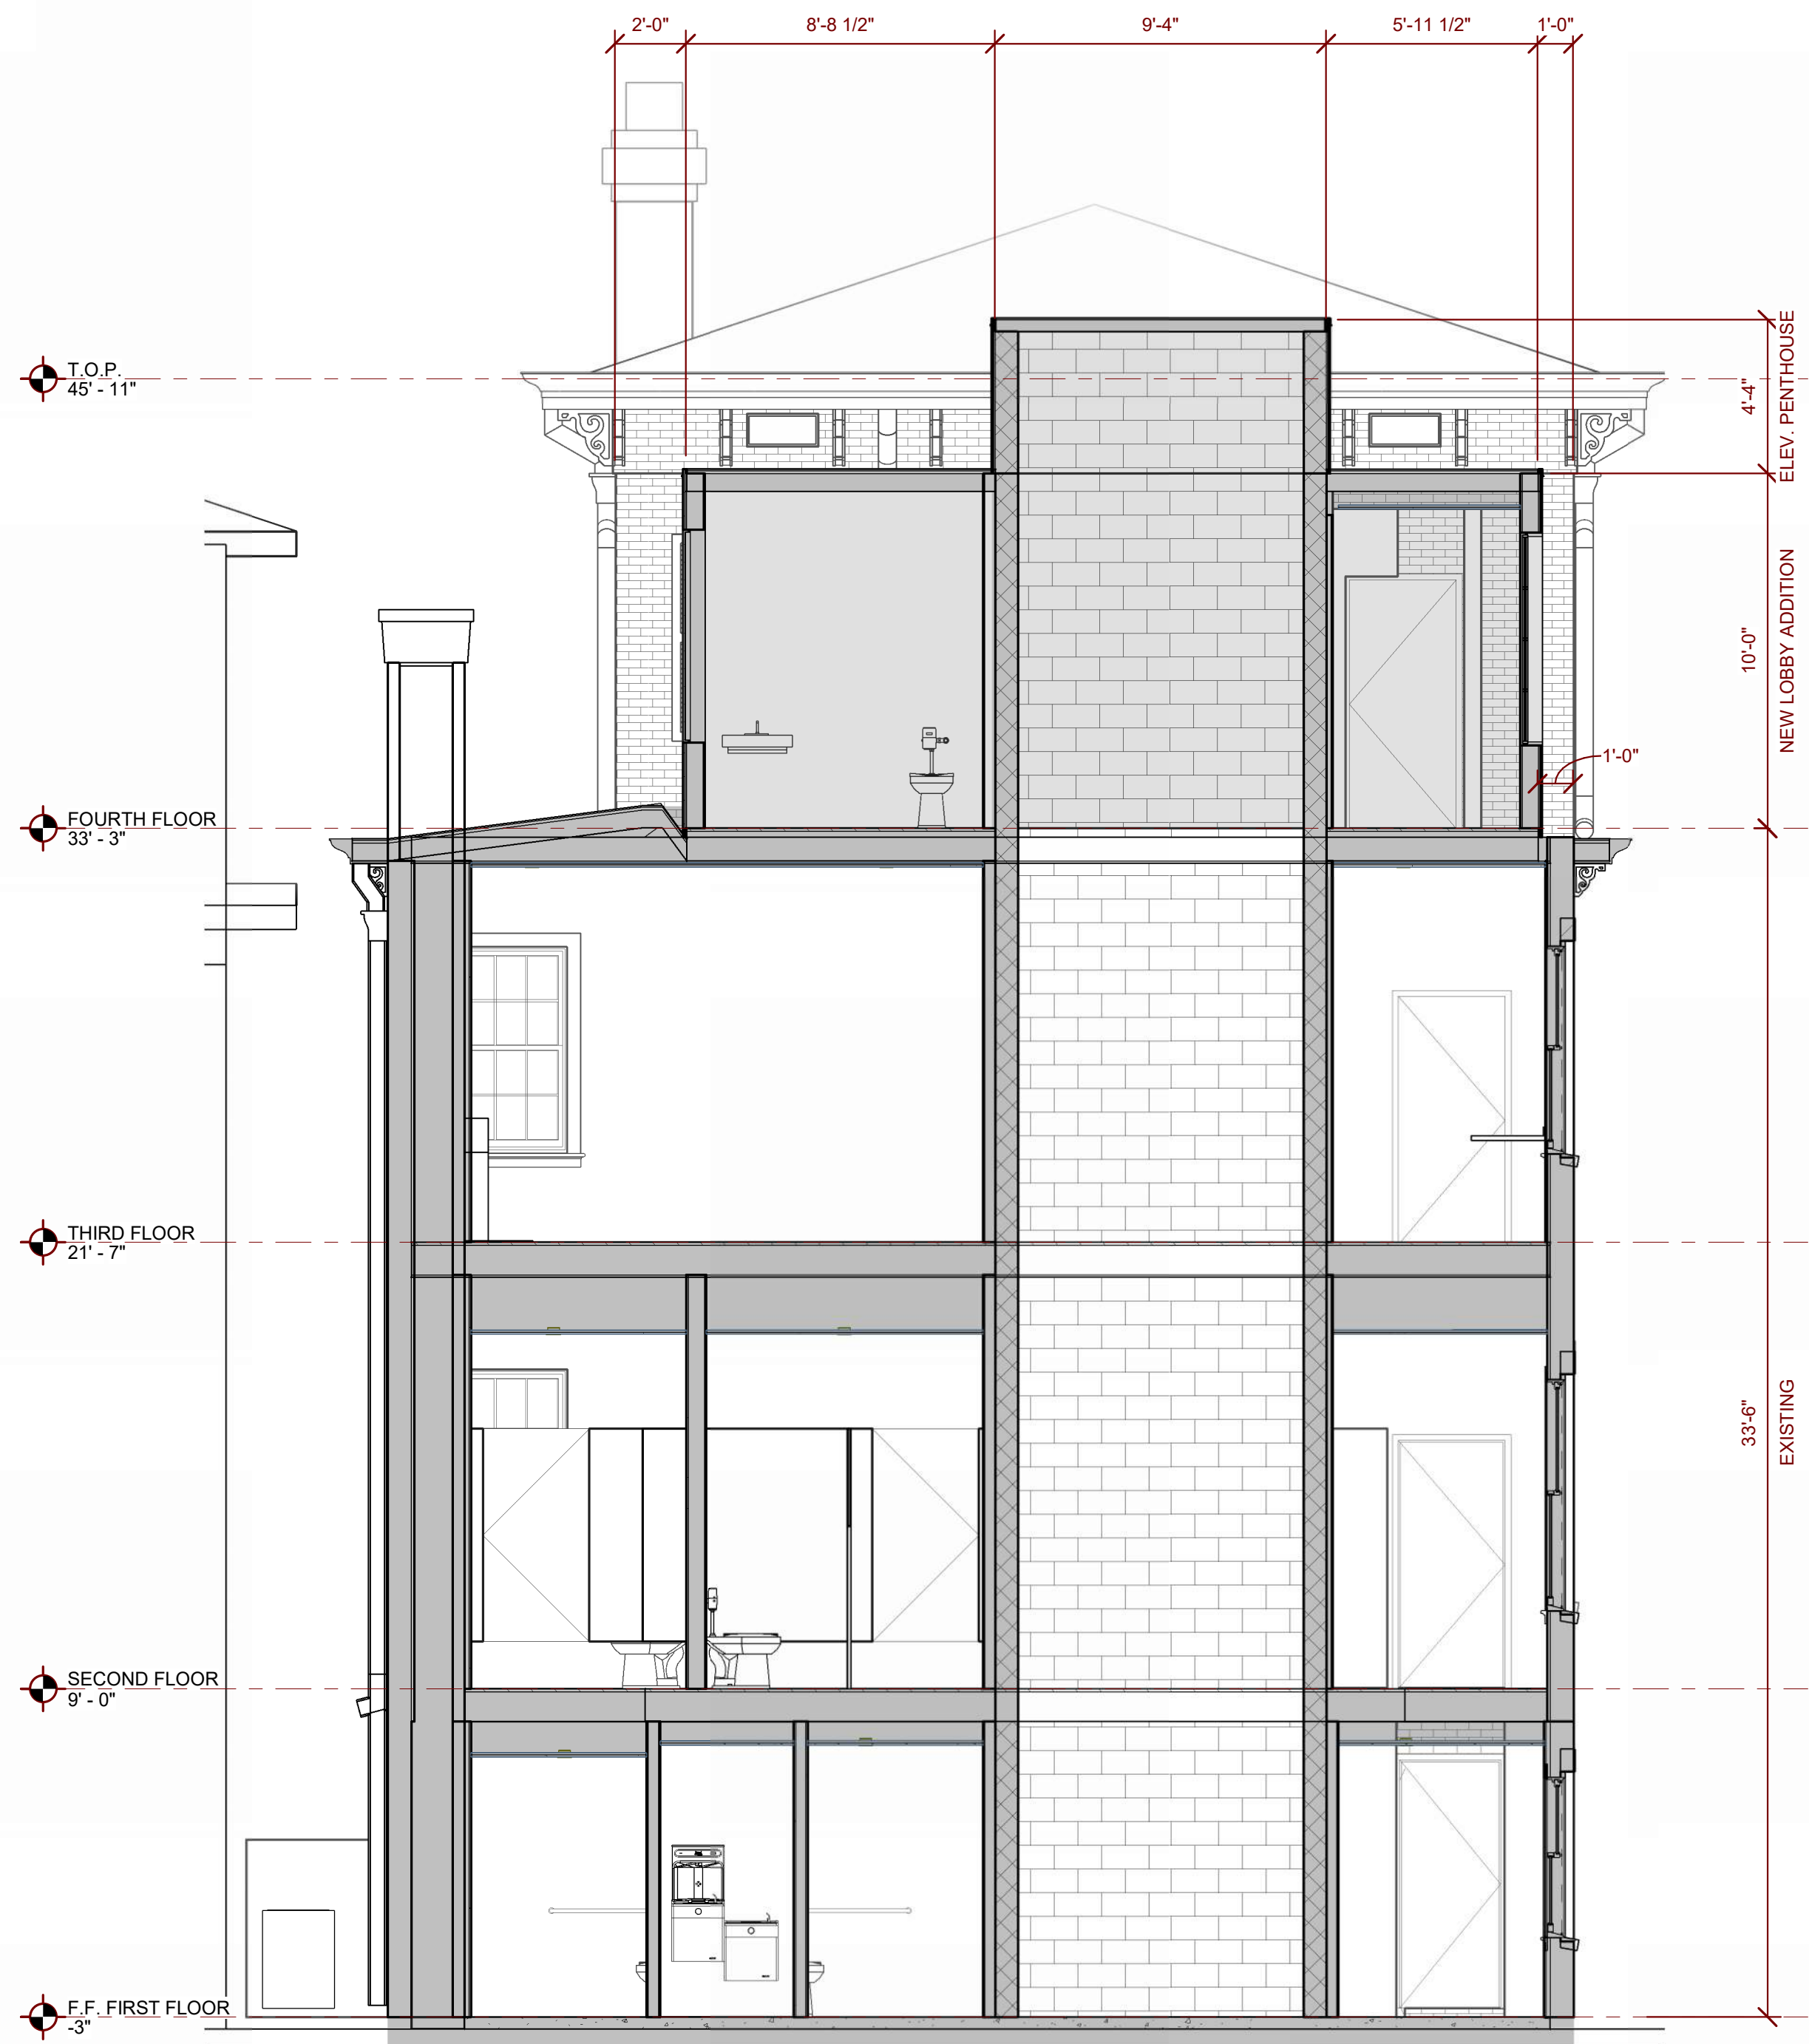 2'-0" 8'-8 1/2" 9'-4" 5'-11 1/2" 1'-0"
T.O.P.
45' - 11"
4'-4"
ELEV. PENTHOUSE
10'-0"
NEW LOBBY ADDITION
1'-0"
FOURTH FLOOR
33' - 3"
THIRD FLOOR
21' - 7"
33'-6"
EXISTING
SECOND FLOOR
9' - 0"
F.F. FIRST FLOOR
-3"